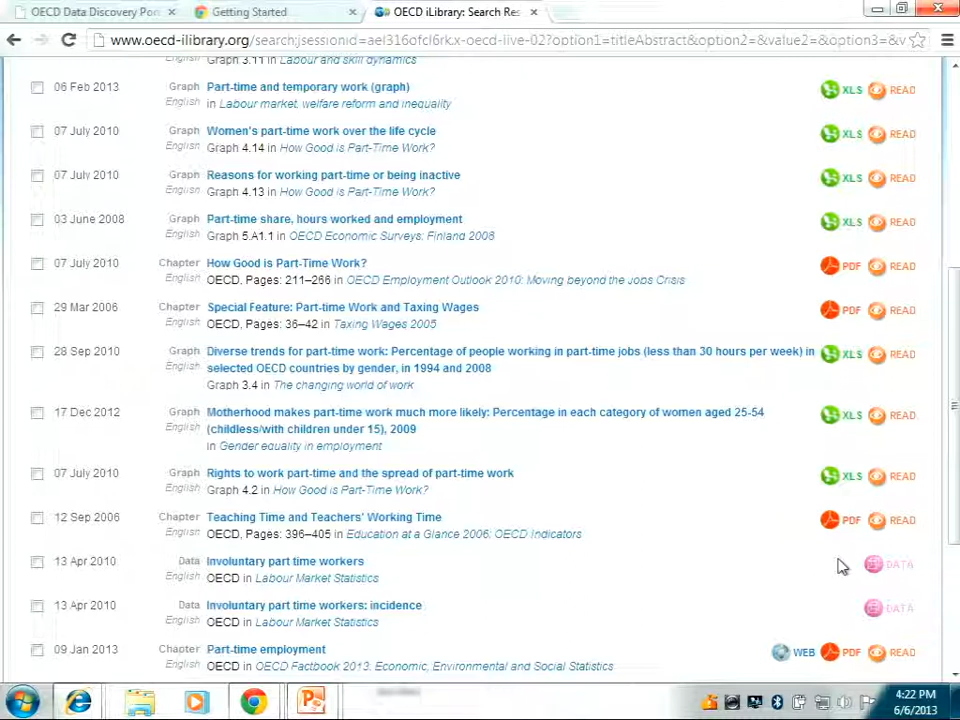 OECD Data Discovery Por
Getting Started
OECD iLibrary: Search Res
www.oecd-ilibrary.org/search;jsessionid=ael316ofcl6rk.x-oecd-live-02?option1=titleAbstract&option2=&value2=&option3=&v
Graph 3.11 Labour and skill dynamics
06 Feb 2013 Graph Part-time and temporary work (graph) XLS READ
English in Labour market, welfare reform and inequality
07 July 2010 Graph Women's part-time work over the life cycle XLS READ
English Graph 4.14 in How Good is Part-Time Work?
07 July 2010 Graph Reasons for working part-time or being inactive XLS READ
English Graph 4.13 in How Good is Part-Time Work?
03 June 2008 Graph Part-time share, hours worked and employment XLS READ
English Graph 5.A1.1 in OECD Economic Surveys: Finland 2008
07 July 2010 Chapter How Good is Part-Time Work? PDF READ
English OECD, Pages: 211–266 in OECD Employment Outlook 2010: Moving beyond the Jobs Crisis
29 Mar 2006 Chapter Special Feature: Part-time Work and Taxing Wages PDF READ
English OECD, Pages: 36–42 in Taxing Wages 2005
28 Sep 2010 Graph Diverse trends for part-time work: Percentage of people working in part-time jobs (less than 30 hours per week) in XLS READ
English selected OECD countries by gender, in 1994 and 2008
Graph 3.4 in The changing world of work
17 Dec 2012 Graph Motherhood makes part-time work much more likely: Percentage in each category of women aged 25-54 XLS READ
English (childless/with children under 15), 2009
in Gender equality in employment
07 July 2010 Graph Rights to work part-time and the spread of part-time work XLS READ
English Graph 4.2 in How Good is Part-Time Work?
12 Sep 2006 Chapter Teaching Time and Teachers' Working Time PDF READ
English OECD, Pages: 396–405 in Education at a Glance 2006: OECD Indicators
13 Apr 2010 Data Involuntary part time workers DATA
English OECD in Labour Market Statistics
13 Apr 2010 Data Involuntary part time workers: incidence DATA
English OECD in Labour Market Statistics
09 Jan 2013 Chapter Part-time employment WEB PDF READ
English OECD in OECD Factbook 2013: Economic, Environmental and Social Statistics
4:22 PM
6/6/2013